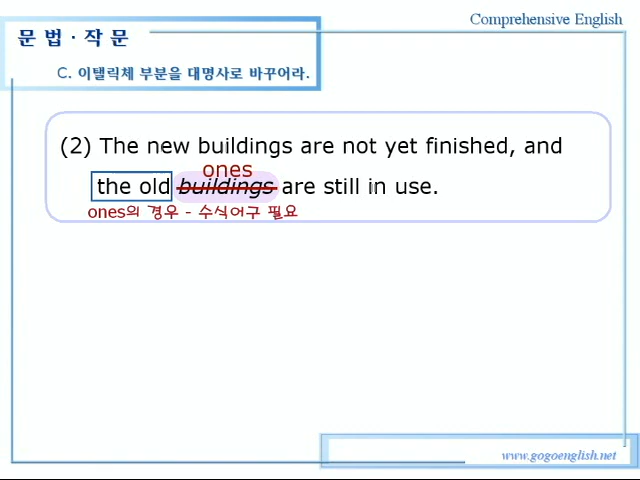 Comprehensive English
문 법 · 작 문
C. 이탤릭체 부분을 대명사로 바꾸어라.
(2) The new buildings are not yet finished, and
ones
the old buildings are still in use.
ones의 경우 - 수식어구 필요
www.gogoenglish.net